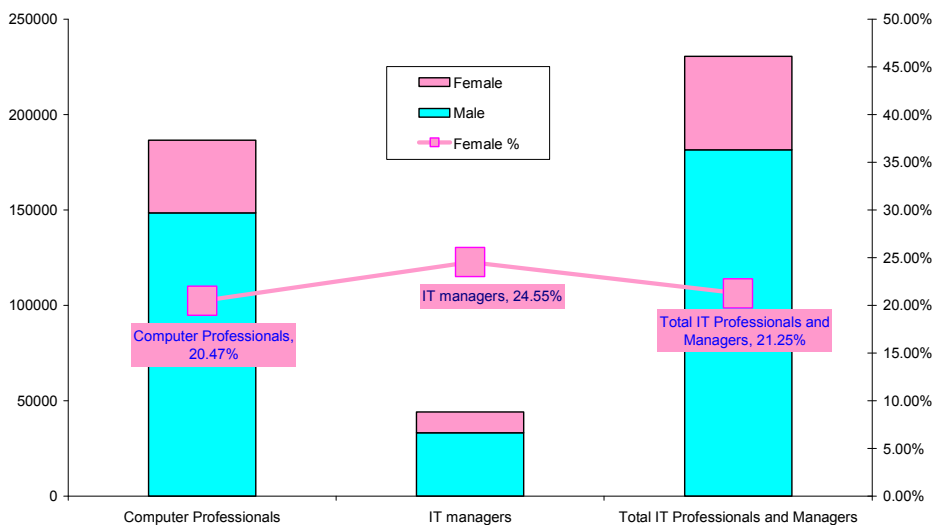 250000
200000
150000
100000
50000
0
50.00%
45.00%
40.00%
35.00%
30.00%
25.00%
20.00%
15.00%
10.00%
5.00%
0.00%
Female
Male
Female %
Computer Professionals,
20.47%
IT managers, 24.55%
Total IT Professionals and
Managers, 21.25%
Computer Professionals
IT managers
Total IT Professionals and Managers